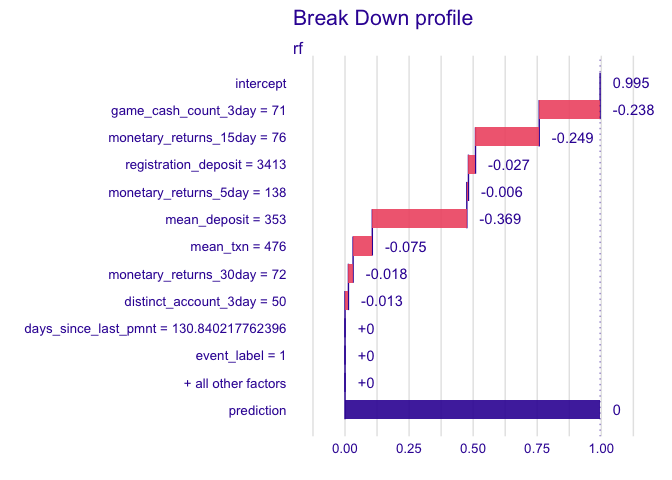 Break Down profile
rf
intercept 0.995
game_cash_count_3day = 71 -0.238
monetary_returns_15day = 76 -0.249
registration_deposit = 3413 -0.027
monetary_returns_5day = 138 -0.006
mean_deposit = 353 -0.369
mean_txn = 476 -0.075
monetary_returns_30day = 72 -0.018
distinct_account_3day = 50 -0.013
days_since_last_pmnt = 130.840217762396 +0
event_label = 1 +0
+ all other factors +0
prediction 0
0.00 0.25 0.50 0.75 1.00